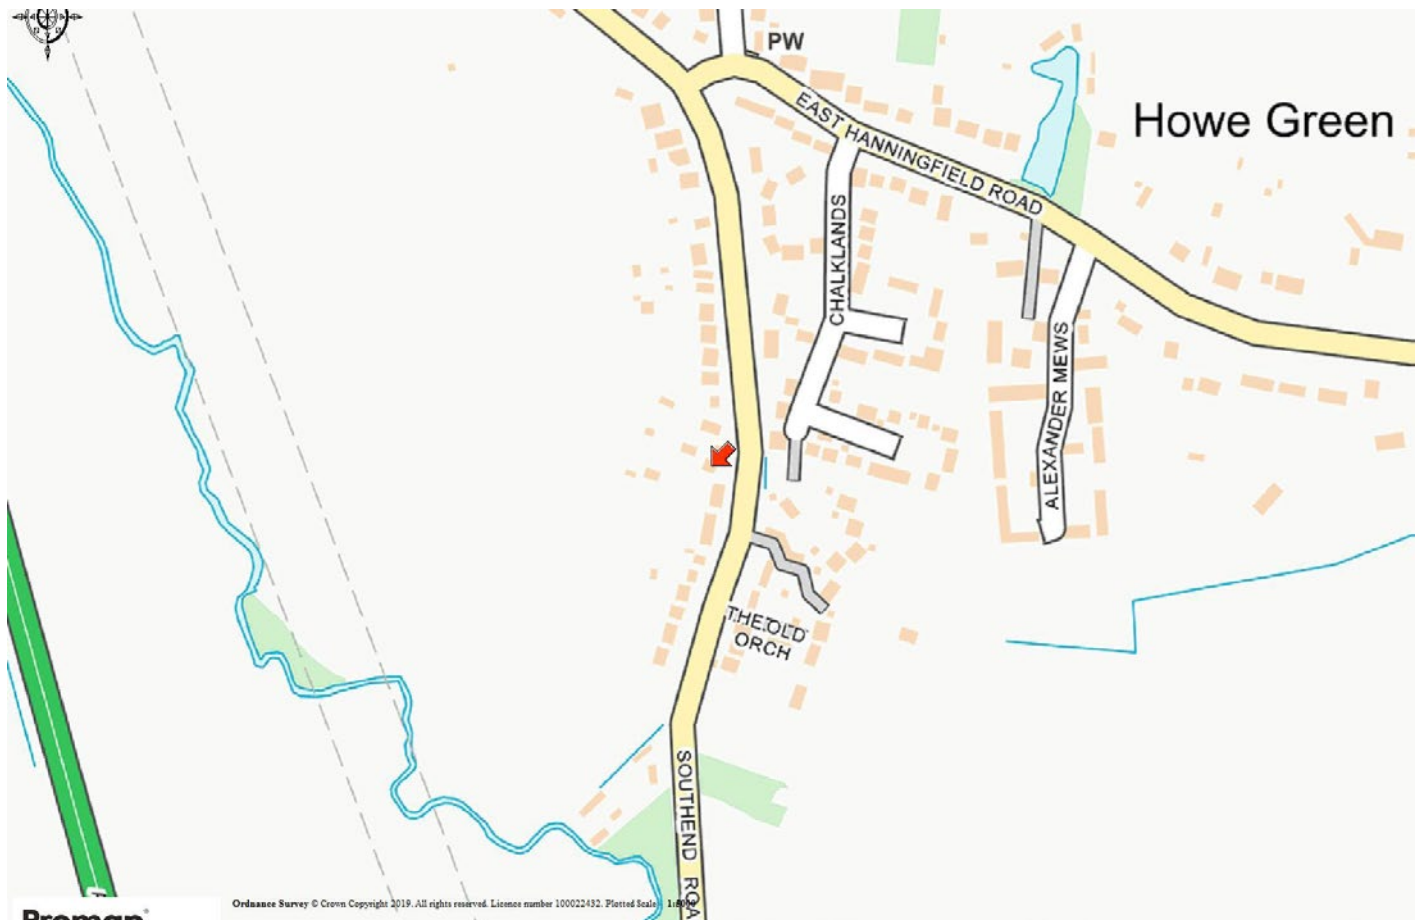 PW
EAST HANNINGFIELD ROAD
Howe Green
CHALKLANDS
ALEXANDER MEWS
THE OLD
ORCH
SOUTHEND ROA
Ordnance Survey © Crown Copyright 2019. All rights reserved. Licence number 100022432. Plotted Scale
Promap